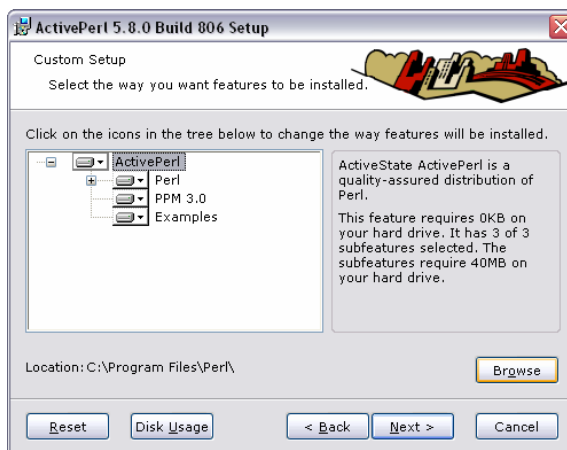 ActivePerl 5.8.0 Build 806 Setup
Custom Setup
Select the way you want features to be installed.
Click on the icons in the tree below to change the way features will be installed.
ActivePerl
Perl
PPM 3.0
Examples
ActiveState ActivePerl is a
quality-assured distribution of
Perl.
This feature requires 0KB on
your hard drive. It has 3 of 3
subfeatures selected. The
subfeatures require 40MB on
your hard drive.
Location: C:\Program Files\Perl\
Browse
Reset
Disk Usage
< Back
Next >
Cancel